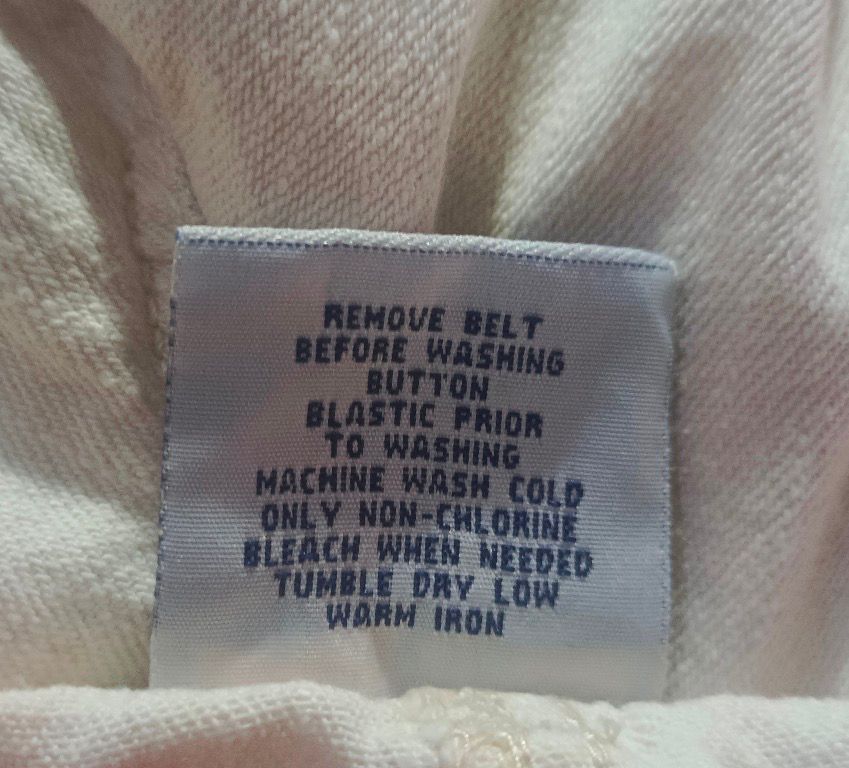 REMOVE BELT
BEFORE WASHING
BUTTON
BLASTIC PRIOR
TO WASHING
MACHINE WASH COLD
ONLY NON-CHLORINE
BLEACH WHEN NEEDED
TUMBLE DRY LOW
WARM IRON